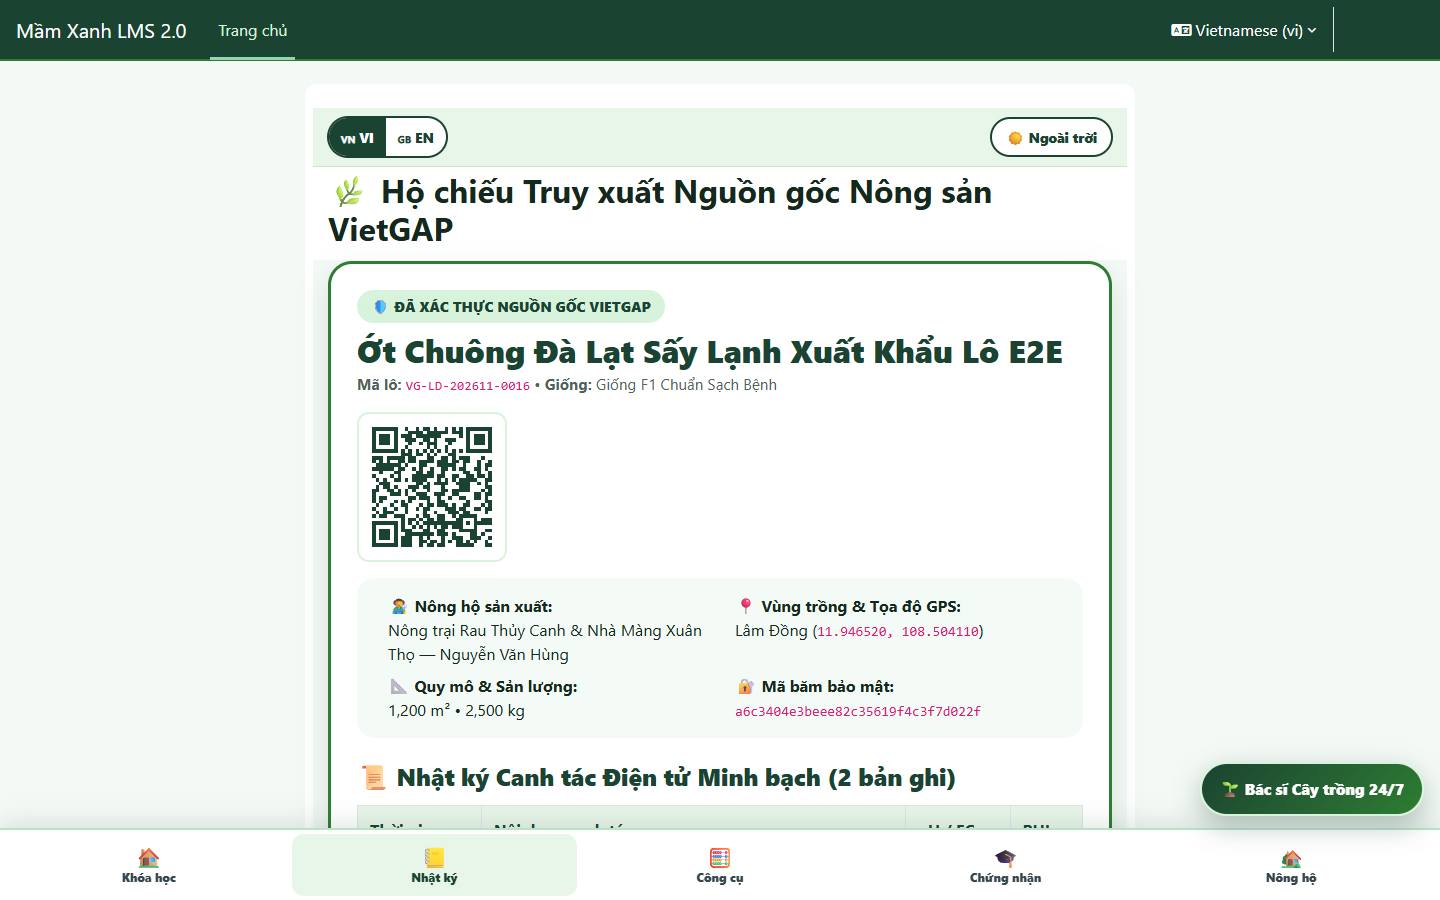 Mầm Xanh LMS 2.0
Trang chủ
Vietnamese (vi)
VN VI
GB EN
Ngoài trời
Hộ chiếu Truy xuất Nguồn gốc Nông sản
VietGAP
ĐÃ XÁC THỰC NGUỒN GỐC VIETGAP
Ớt Chuông Đà Lạt Sấy Lạnh Xuất Khẩu Lô E2E
Mã lô: VG-LD-202611-0016 • Giống: Giống F1 Chuẩn Sạch Bệnh
Nông hộ sản xuất:
Nông trại Rau Thủy Canh & Nhà Màng Xuân
Thọ — Nguyễn Văn Hùng
Vùng trồng & Tọa độ GPS:
Lâm Đồng (11.946520, 108.504110)
Quy mô & Sản lượng:
1,200 m² • 2,500 kg
Mã băm bảo mật:
a6c3404e3beee82c35619f4c3f7d022f
Nhật ký Canh tác Điện tử Minh bạch (2 bản ghi)
Bác sĩ Cây trồng 24/7
Khóa học
Nhật ký
Công cụ
Chứng nhận
Nông hộ